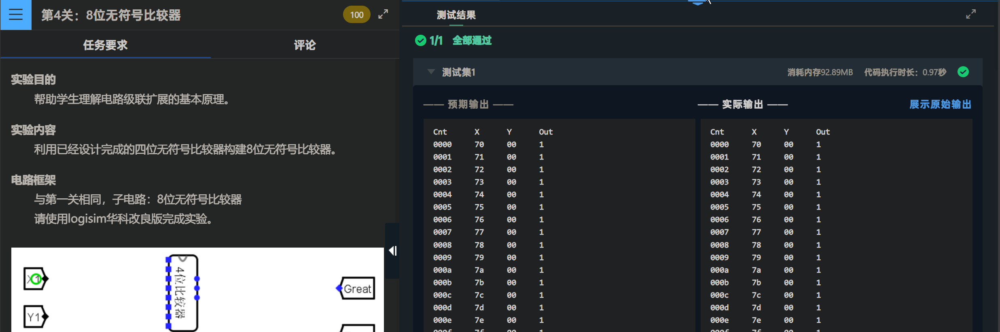 第4关：8位无符号比较器
100
任务要求
评论
实验目的
帮助学生理解电路级联扩展的基本原理。
实验内容
利用已经设计完成的四位无符号比较器构建8位无符号比较器。
电路框架
与第一关相同，子电路：8位无符号比较器
请使用logisim华科改良版完成实验。
X1
Y1
4位比较器
Great
测试结果
1/1 全部通过
测试集1
消耗内存92.89MB 代码执行时长：0.97秒
—— 预期输出 ——
Cnt X Y Out
0000 70 00 1
0001 71 00 1
0002 72 00 1
0003 73 00 1
0004 74 00 1
0005 75 00 1
0006 76 00 1
0007 77 00 1
0008 78 00 1
0009 79 00 1
000a 7a 00 1
000b 7b 00 1
000c 7c 00 1
000d 7d 00 1
000e 7e 00 1
000f 7f 00 1
—— 实际输出 ——
展示原始输出
Cnt X Y Out
0000 70 00 1
0001 71 00 1
0002 72 00 1
0003 73 00 1
0004 74 00 1
0005 75 00 1
0006 76 00 1
0007 77 00 1
0008 78 00 1
0009 79 00 1
000a 7a 00 1
000b 7b 00 1
000c 7c 00 1
000d 7d 00 1
000e 7e 00 1
000f 7f 00 1